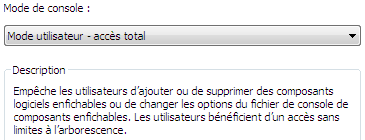 Mode de console :
Mode utilisateur - accès total
Description
Empêche les utilisateurs d'ajouter ou de supprimer des composants
logiciels enfichables ou de changer les options du fichier de console de
composants enfichables. Les utilisateurs bénéficient d'un accès sans
limites à l'arborescence.